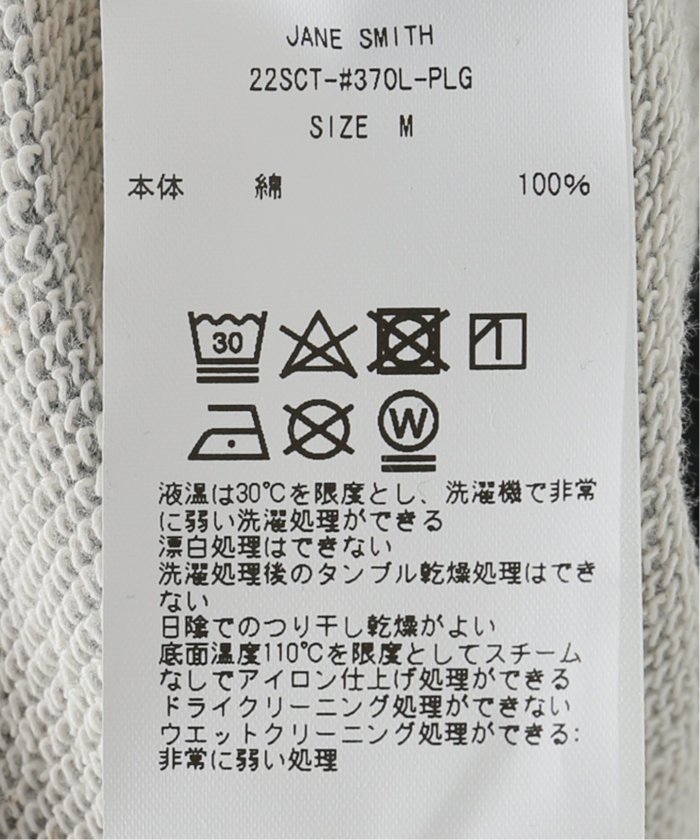 JANE SMITH
22SCT-#370L-PLG
SIZE M
本体 綿 100%
30
W
液温は30℃を限度とし、洗濯機で非常
に弱い洗濯処理ができる
漂白処理はできない
洗濯処理後のタンブル乾燥処理はでき
ない
日陰でのつり干し乾燥がよい
底面温度110℃を限度としてスチーム
なしでアイロン仕上げ処理ができる
ドライクリーニング処理ができない
ウエットクリーニング処理ができる:
非常に弱い処理